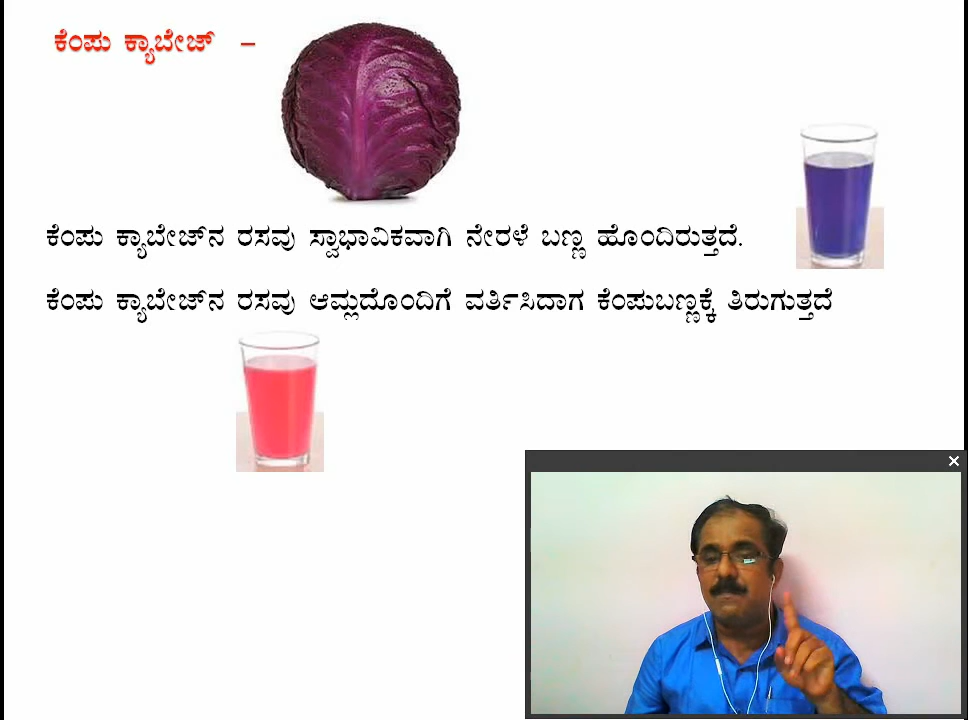 ಕೆಂಪು ಕ್ಯಾಬೇಜ್ –
ಕೆಂಪು ಕ್ಯಾಬೇಜ್‌ನ ರಸವು ಸ್ವಾಭಾವಿಕವಾಗಿ ನೇರಳೆ ಬಣ್ಣ ಹೊಂದಿರುತ್ತದೆ.
ಕೆಂಪು ಕ್ಯಾಬೇಜ್‌ನ ರಸವು ಆಮ್ಲದೊಂದಿಗೆ ವರ್ತಿಸಿದಾಗ ಕೆಂಪುಬಣ್ಣಕ್ಕೆ ತಿರುಗುತ್ತದೆ